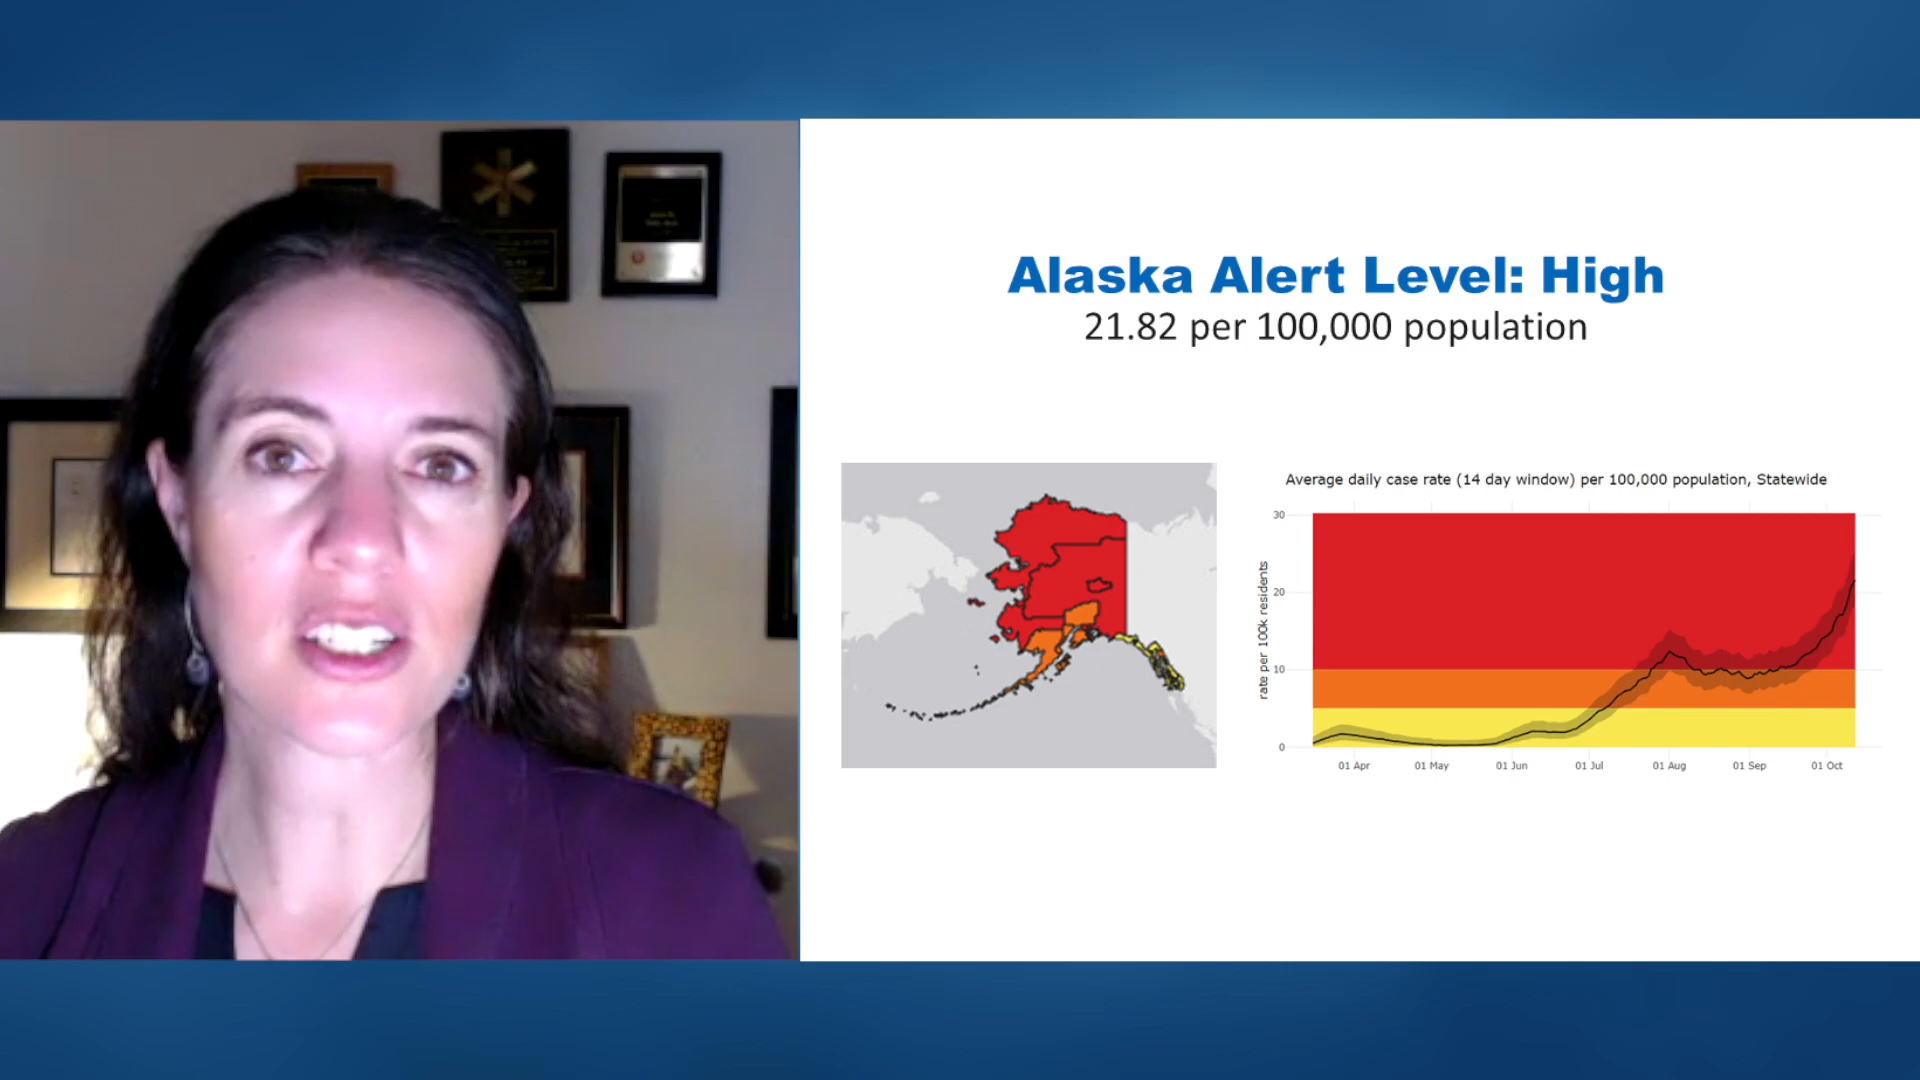 Alaska Alert Level: High
21.82 per 100,000 population
Average daily case rate (14 day window) per 100,000 population, Statewide
rate per 100k residents
30
20
10
0
01 Apr
01 May
01 Jun
01 Jul
01 Aug
01 Sep
01 Oct